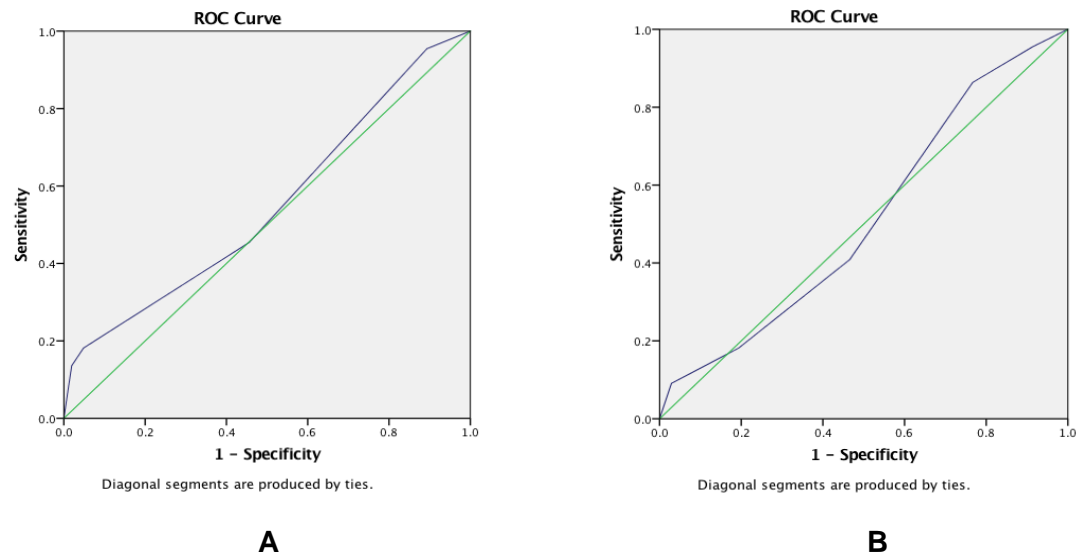 ROC Curve
1.0
0.8
0.6
0.4
0.2
0.0
Sensitivity
0.0 0.2 0.4 0.6 0.8 1.0
1 – Specificity
Diagonal segments are produced by ties.
A
ROC Curve
1.0
0.8
0.6
0.4
0.2
0.0
Sensitivity
0.0 0.2 0.4 0.6 0.8 1.0
1 – Specificity
Diagonal segments are produced by ties.
B